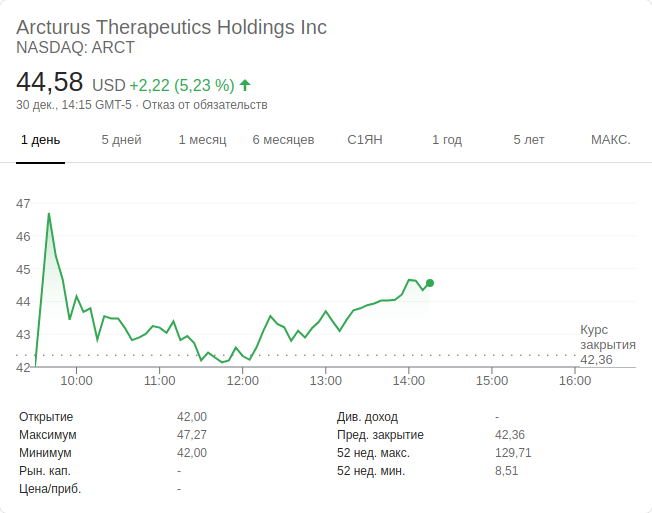 Arcturus Therapeutics Holdings Inc
NASDAQ: ARCT
44,58 USD +2,22 (5,23 %)
30 дек., 14:15 GMT-5 · Отказ от обязательств
1 день 5 дней 1 месяц 6 месяцев С1ЯН 1 год 5 лет МАКС.
47
46
45
44
43
42
Курс
закрытия
42,36
10:00 11:00 12:00 13:00 14:00 15:00 16:00
Открытие 42,00 Див. доход -
Максимум 47,27 Пред. закрытие 42,36
Минимум 42,00 52 нед. макс. 129,71
Рын. кап. - 52 нед. мин. 8,51
Цена/приб. -